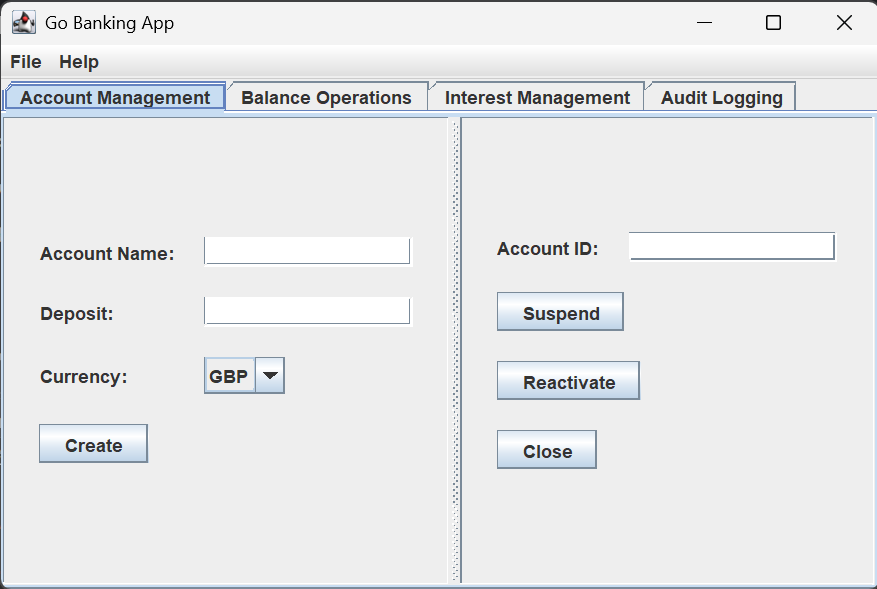 Go Banking App
File Help
Account Management Balance Operations Interest Management Audit Logging
Account Name:
Deposit:
Currency: GBP
Create
Account ID:
Suspend
Reactivate
Close